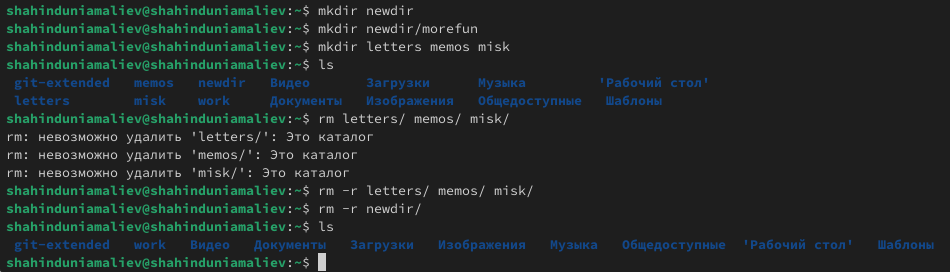 shahinduniamaliev@shahinduniamaliev:~$ mkdir newdir
shahinduniamaliev@shahinduniamaliev:~$ mkdir newdir/morefun
shahinduniamaliev@shahinduniamaliev:~$ mkdir letters memos misk
shahinduniamaliev@shahinduniamaliev:~$ ls
git-extended memos newdir Видео Загрузки Музыка 'Рабочий стол'
letters misk work Документы Изображения Общедоступные Шаблоны
shahinduniamaliev@shahinduniamaliev:~$ rm letters/ memos/ misk/
rm: невозможно удалить 'letters/': Это каталог
rm: невозможно удалить 'memos/': Это каталог
rm: невозможно удалить 'misk/': Это каталог
shahinduniamaliev@shahinduniamaliev:~$ rm -r letters/ memos/ misk/
shahinduniamaliev@shahinduniamaliev:~$ rm -r newdir/
shahinduniamaliev@shahinduniamaliev:~$ ls
git-extended work Видео Документы Загрузки Изображения Музыка Общедоступные 'Рабочий стол' Шаблоны
shahinduniamaliev@shahinduniamaliev:~$